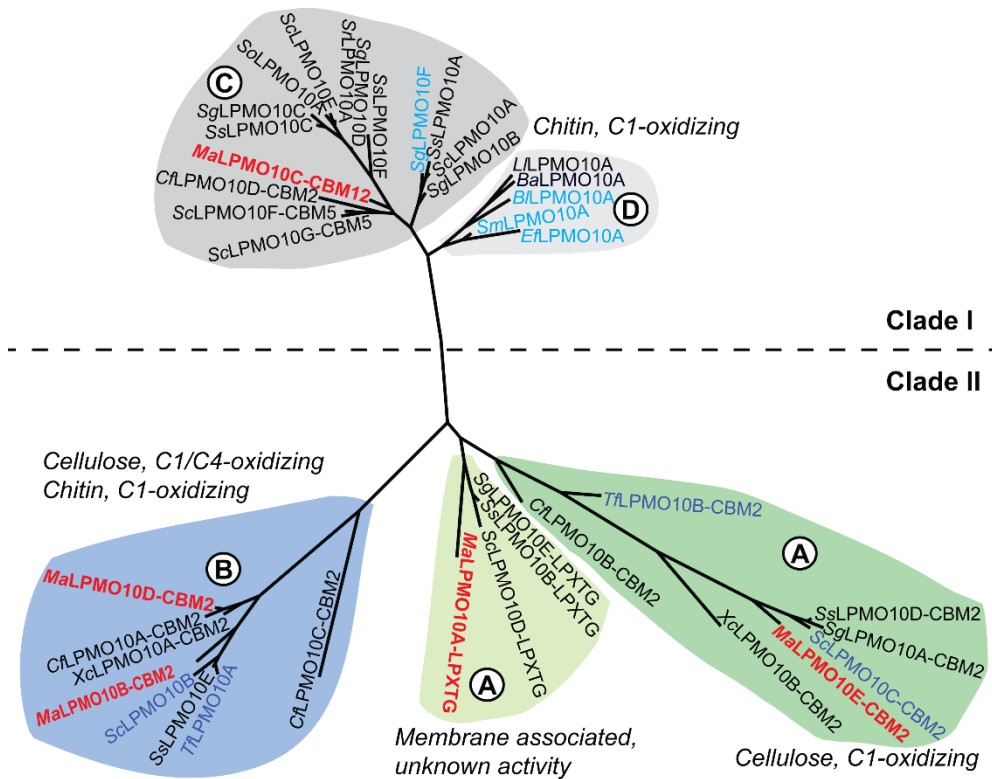 C
SoLPMO10A
ScLPMO10E
SrLPMO10A
SgLPMO10D
SsLPMO10F
SgLPMO10F
SsLPMO10A
ScLPMO10A
SgLPMO10B
SgLPMO10C
SsLPMO10C
MaLPMO10C-CBM12
CfLPMO10D-CBM2
ScLPMO10F-CBM5
ScLPMO10G-CBM5
Chitin, C1-oxidizing
LlLPMO10A
BaLPMO10A
BlLPMO10A
SmLPMO10A
EfLPMO10A
D
Clade I
Clade II
Cellulose, C1/C4-oxidizing
Chitin, C1-oxidizing
B
MaLPMO10D-CBM2
CfLPMO10A-CBM2
XcLPMO10A-CBM2
MaLPMO10B-CBM2
ScLPMO10B
SsLPMO10E
TfLPMO10A
CfLPMO10C-CBM2
MaLPMO10A-LPXTG
ScLPMO10D-LPXTG
SsLPMO10B-LPXTG
SgLPMO10E-LPXTG
A
Membrane associated,
unknown activity
CfLPMO10B-CBM2
TfLPMO10B-CBM2
A
XcLPMO10B-CBM2
MaLPMO10E-CBM2
ScLPMO10C-CBM2
SgLPMO10A-CBM2
SsLPMO10D-CBM2
Cellulose, C1-oxidizing